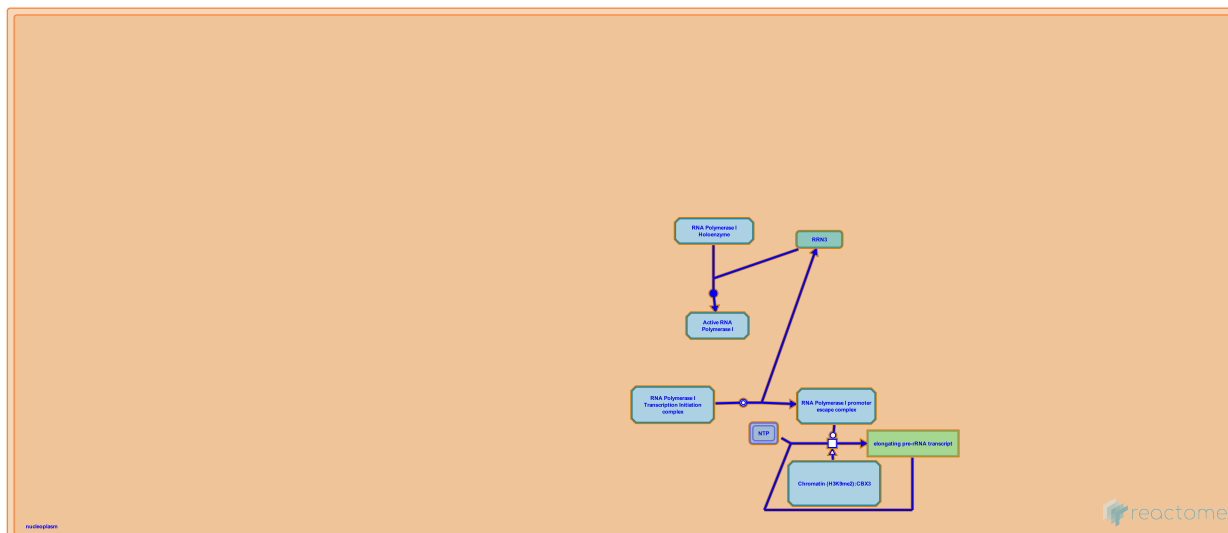 RNA Polymerase I
Holoenzyme
RRN3
Active RNA
Polymerase I
RNA Polymerase I
Transcription Initiation
complex
RNA Polymerase I promoter
escape complex
NTP
elongating pre-rRNA transcript
Chromatin (H3K9me2):CBX3
nucleoplasm
reactome